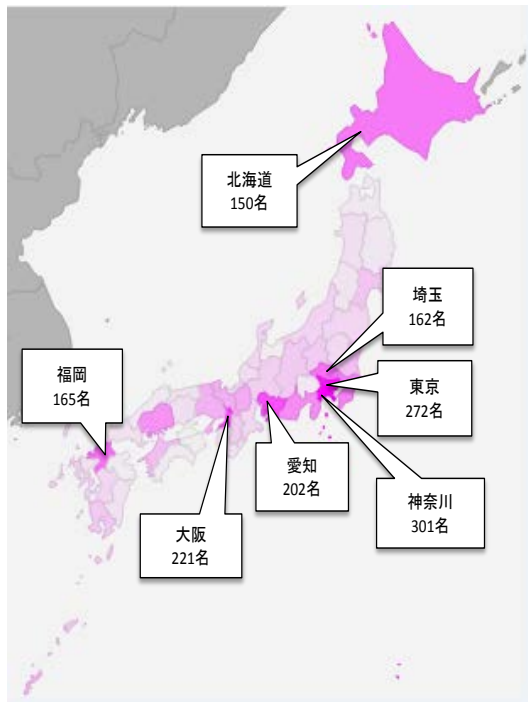 北海道
150名
埼玉
162名
福岡
165名
東京
272名
愛知
202名
神奈川
301名
大阪
221名